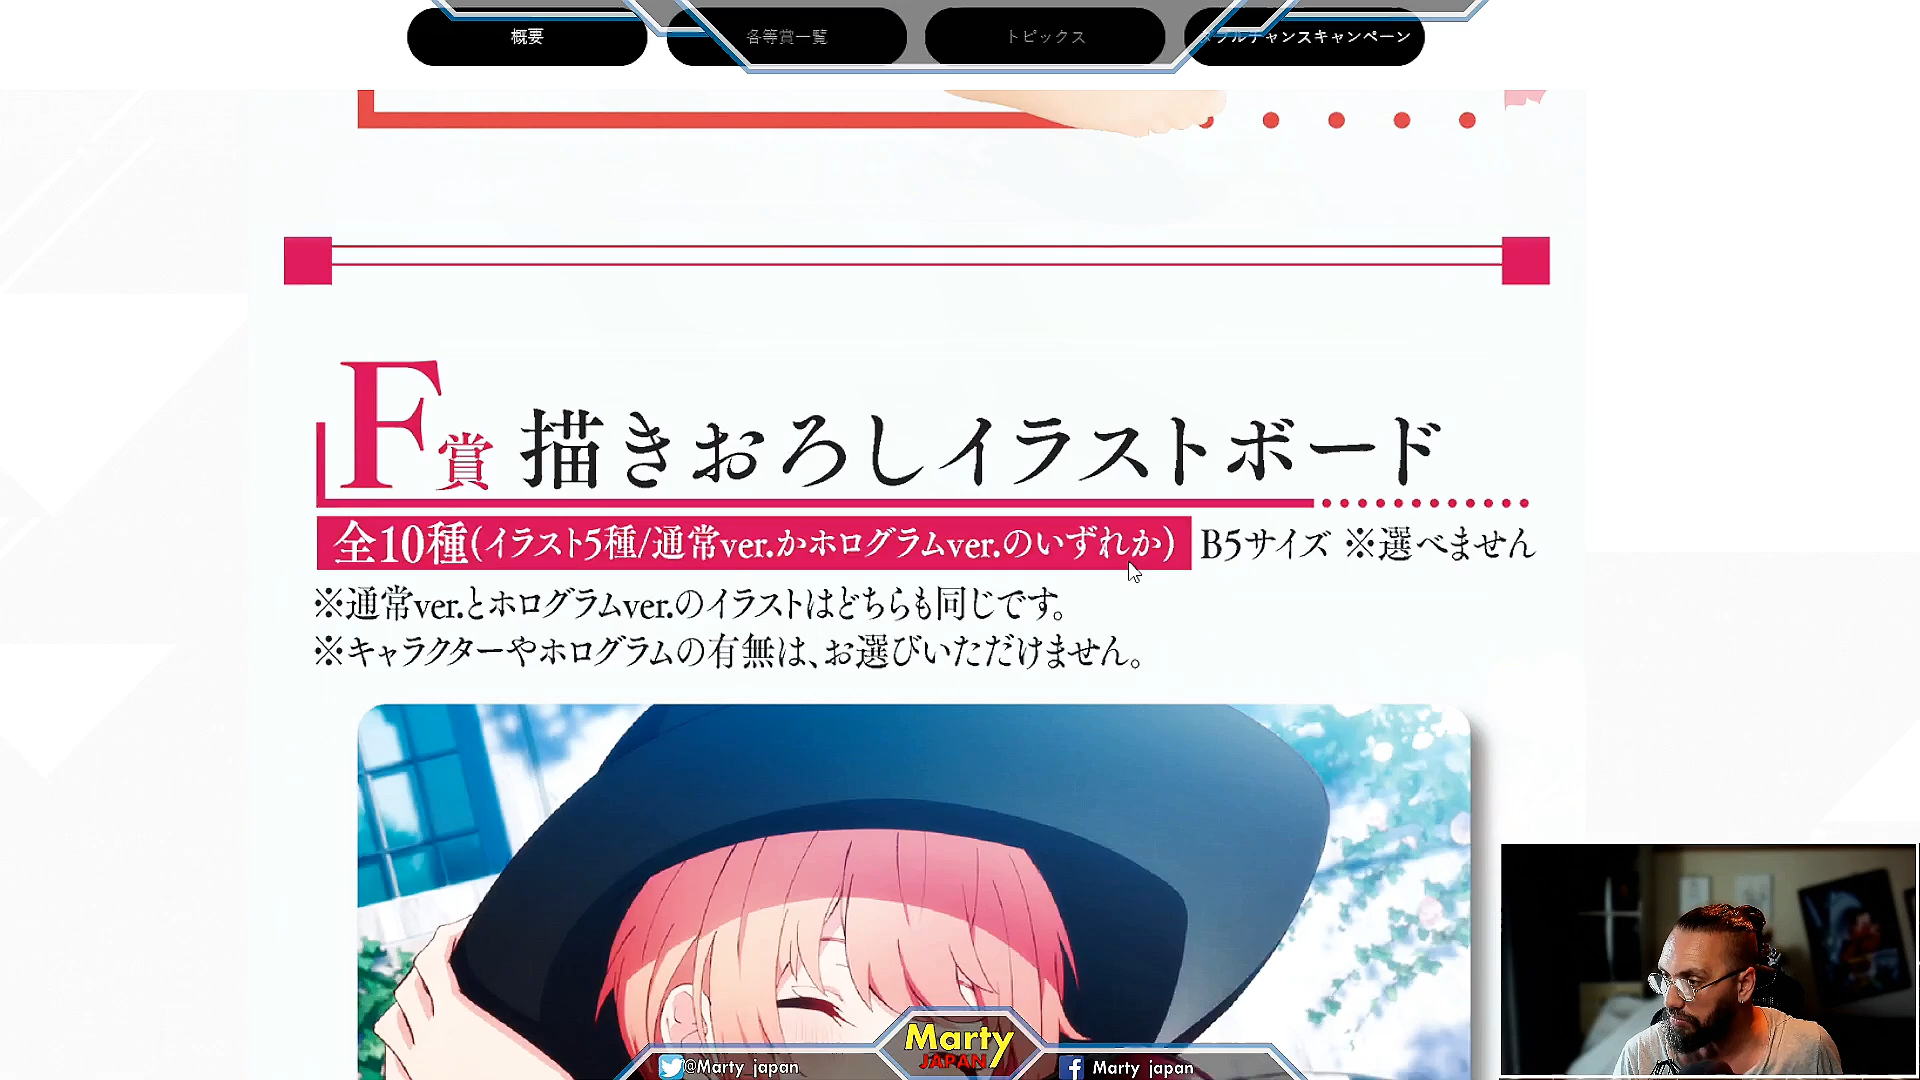 概要
各等賞一覧
トピックス
ブルチャンスキャンペーン
F賞 描きおろしイラストボード
全10種(イラスト5種/通常ver.かホログラムver.のいずれか) B5サイズ ※選べません
※通常ver.とホログラムver.のイラストはどちらも同じです。
※キャラクターやホログラムの有無は、お選びいただけません。
Marty
JAPAN
@Marty_japan
Marty japan